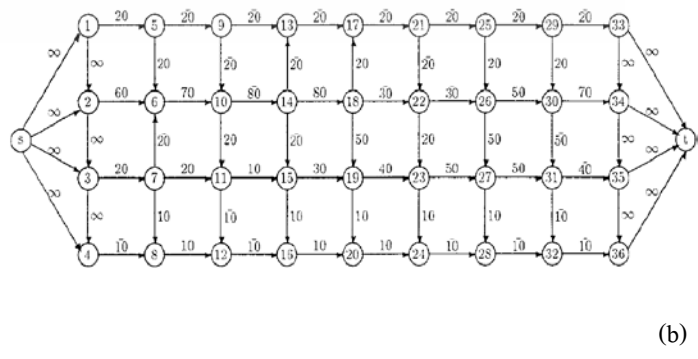 1 20 5 20 9 20 13 20 17 20 21 20 25 20 29 20 33
∞ ∞ 20 20 20 20 20 20 20 20 ∞
∞ 2 60 6 70 10 80 14 80 18 30 22 30 26 50 30 70 34 ∞
s ∞ ∞ 20 20 20 50 20 50 50 ∞ ∞ t
3 20 7 20 11 10 15 30 19 40 23 50 27 50 31 40 35
∞ ∞ 10 10 10 10 10 10 10 ∞ ∞
4 10 8 10 12 10 16 10 20 10 24 10 28 10 32 10 36
(b)